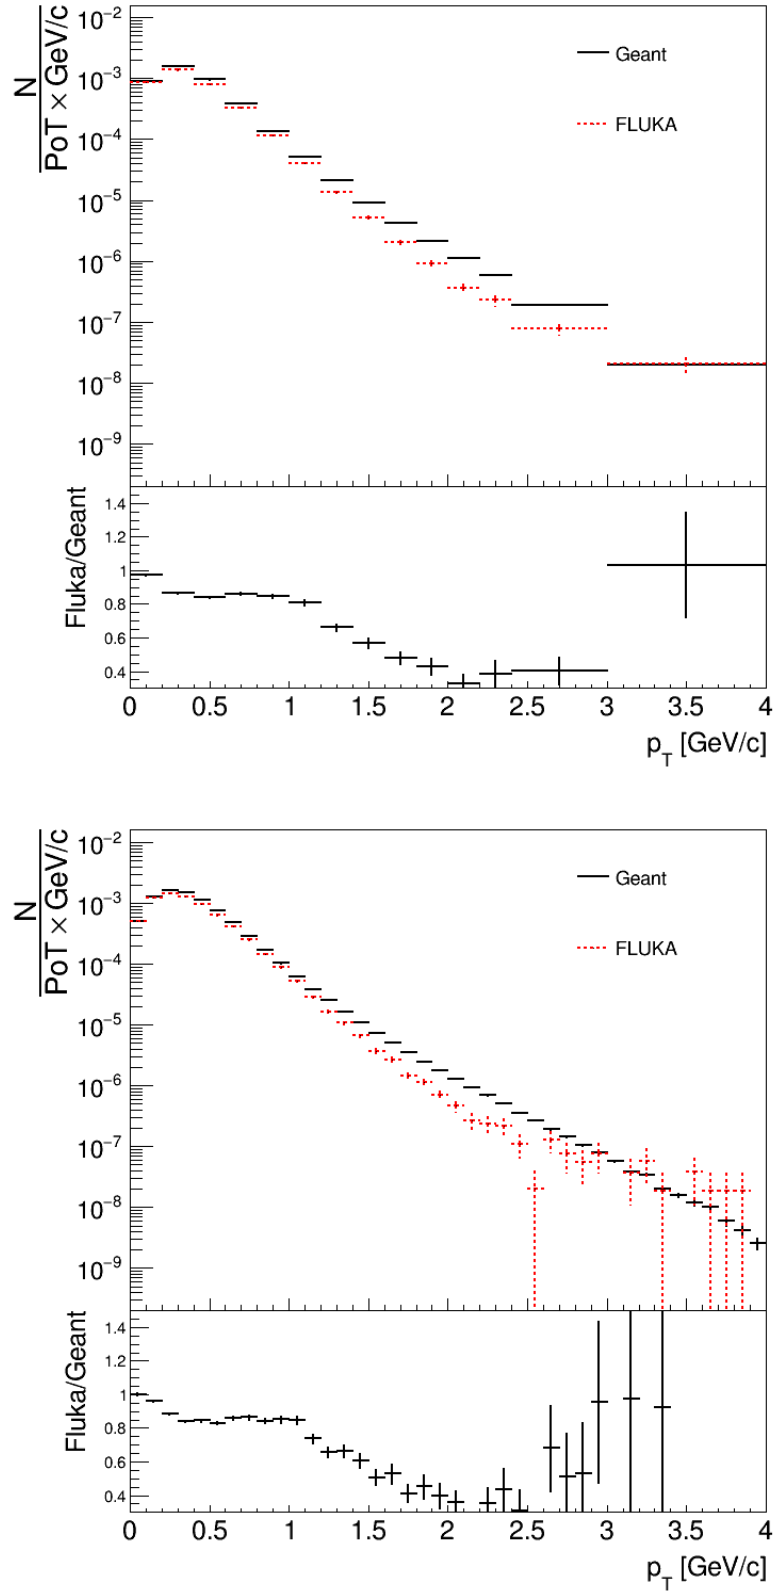 N
PoT × GeV/c
10⁻²
10⁻³
10⁻⁴
10⁻⁵
10⁻⁶
10⁻⁷
10⁻⁸
10⁻⁹
Geant
FLUKA
Fluka/Geant
1.4
1.2
1
0.8
0.6
0.4
0 0.5 1 1.5 2 2.5 3 3.5 4
p_T [GeV/c]
N
PoT × GeV/c
10⁻²
10⁻³
10⁻⁴
10⁻⁵
10⁻⁶
10⁻⁷
10⁻⁸
10⁻⁹
Geant
FLUKA
Fluka/Geant
1.4
1.2
1
0.8
0.6
0.4
0 0.5 1 1.5 2 2.5 3 3.5 4
p_T [GeV/c]